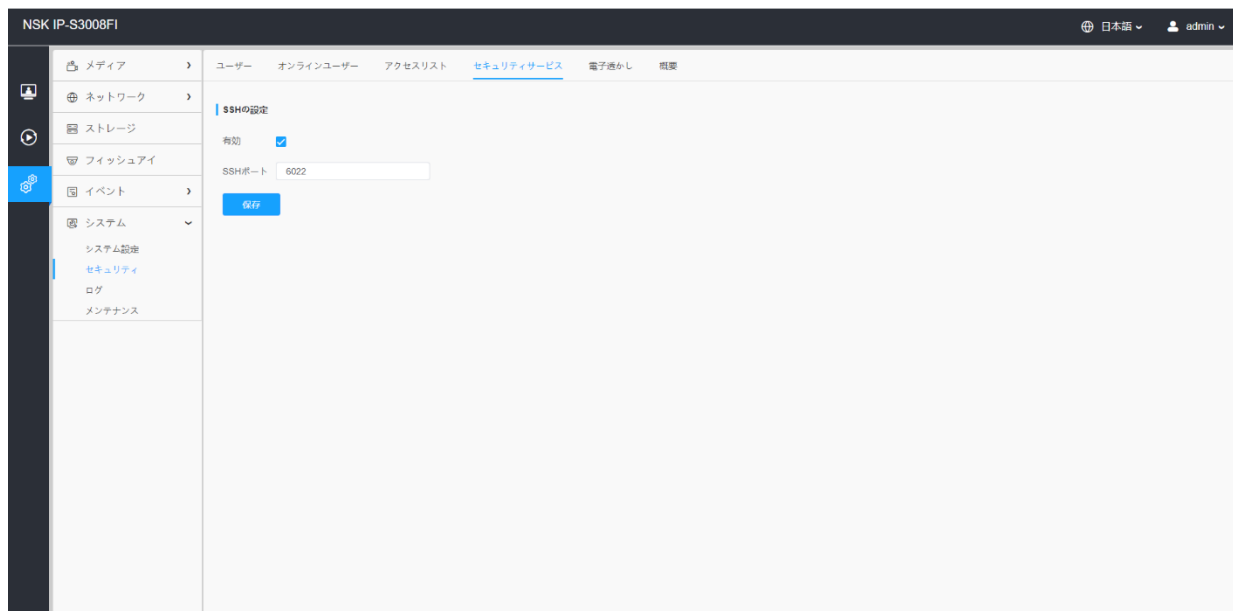 NSK IP-S3008FI
日本語
admin
メディア
ネットワーク
ストレージ
フィッシュアイ
イベント
システム
システム設定
セキュリティ
ログ
メンテナンス
ユーザー オンラインユーザー アクセスリスト セキュリティサービス 電子透かし 概要
SSHの設定
有効
SSHポート 6022
保存